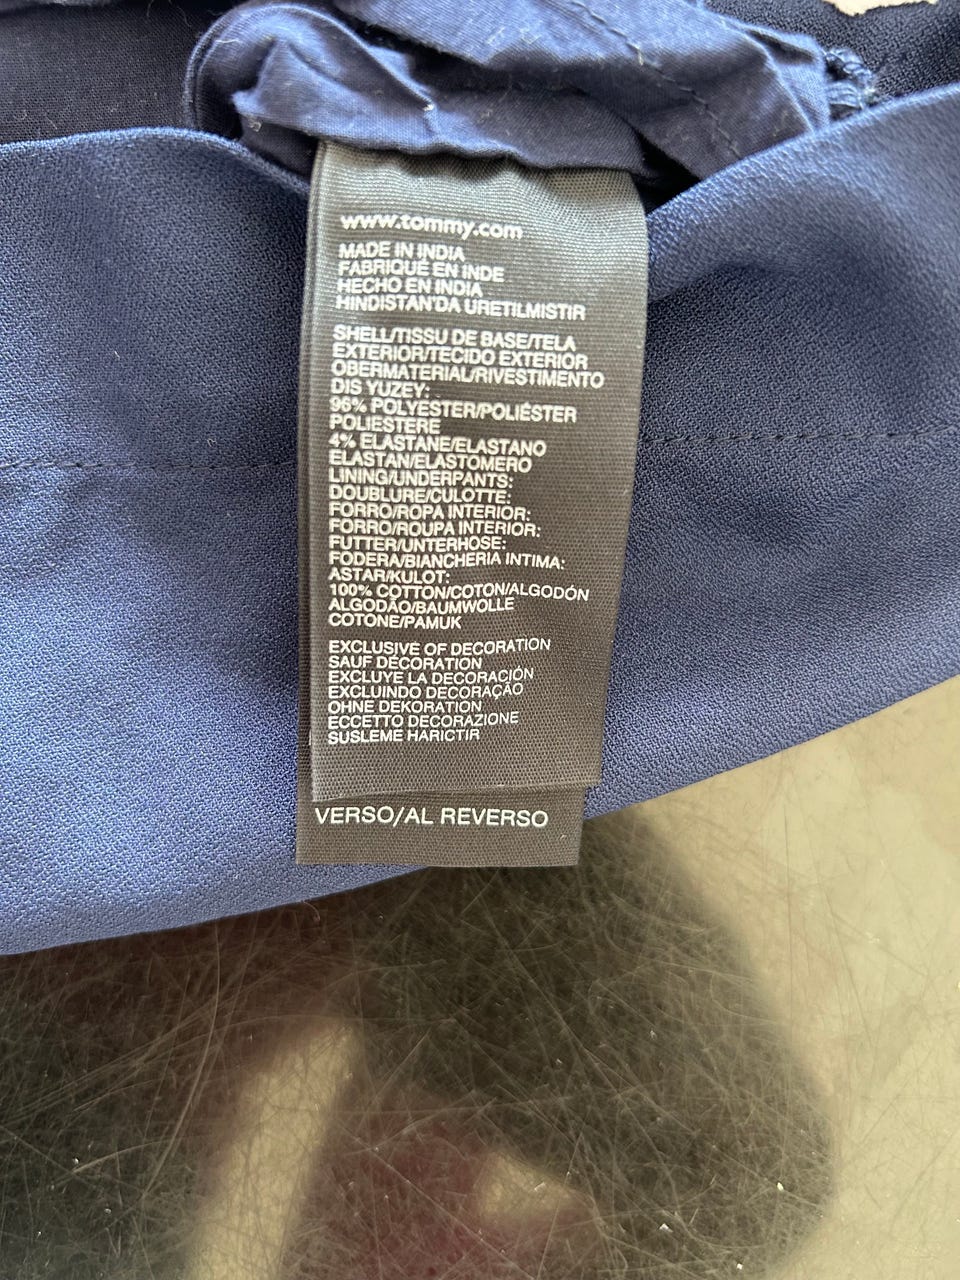 www.tommy.com
MADE IN INDIA
FABRIQUÉ EN INDE
HECHO EN INDIA
HINDISTAN'DA URETILMISTIR
SHELL/TISSU DE BASE/TELA
EXTERIOR/TECIDO EXTERIOR
OBERMATERIAL/RIVESTIMENTO
DIS YUZEY:
96% POLYESTER/POLIÉSTER
POLIESTERE
4% ELASTANE/ELASTANO
ELASTAN/ELASTOMERO
LINING/UNDERPANTS:
DOUBLURE/CULOTTE:
FORRO/ROPA INTERIOR:
FORRO/ROUPA INTERIOR:
FUTTER/UNTERHOSE:
FODERA/BIANCHERIA INTIMA:
ASTAR/KULOT:
100% COTTON/COTON/ALGODÓN
ALGODÃO/BAUMWOLLE
COTONE/PAMUK
EXCLUSIVE OF DECORATION
SAUF DÉCORATION
EXCLUYE LA DECORACIÓN
EXCLUINDO DECORAÇÃO
OHNE DEKORATION
ECCETTO DECORAZIONE
SUSLEME HARICTIR
VERSO/AL REVERSO